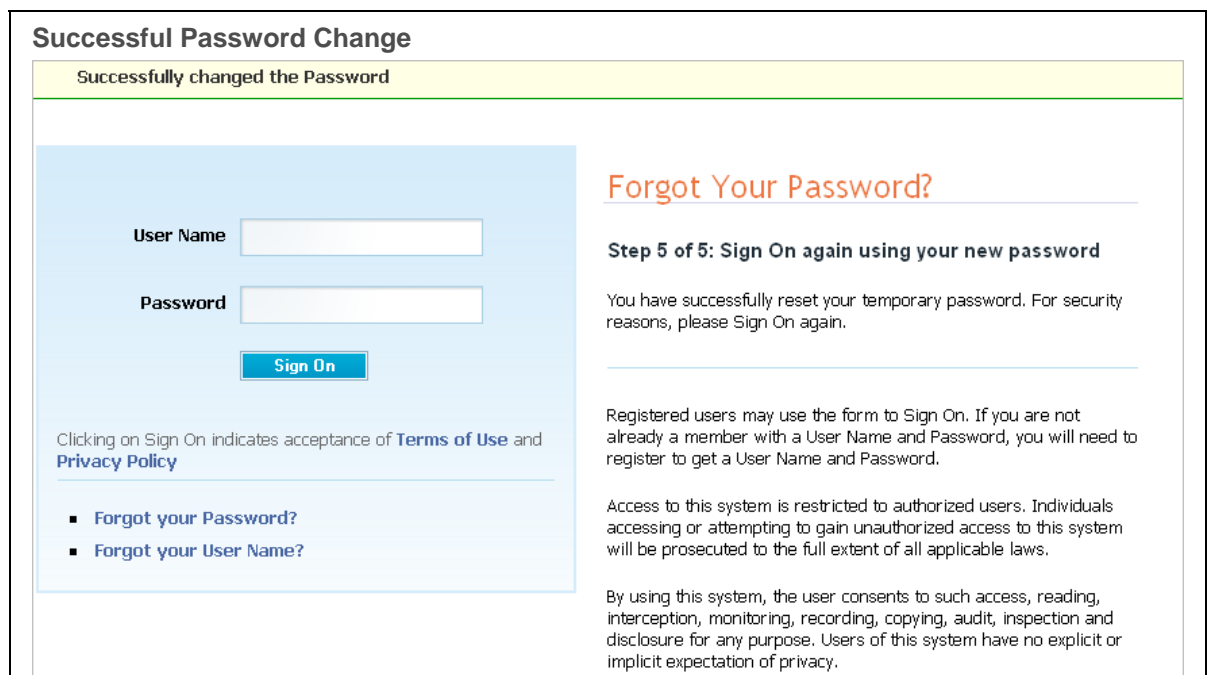 Successful Password Change
Successfully changed the Password
User Name
Password
Sign On
Clicking on Sign On indicates acceptance of Terms of Use and
Privacy Policy
Forgot your Password?
Forgot your User Name?
Forgot Your Password?
Step 5 of 5: Sign On again using your new password
You have successfully reset your temporary password. For security
reasons, please Sign On again.
Registered users may use the form to Sign On. If you are not
already a member with a User Name and Password, you will need to
register to get a User Name and Password.
Access to this system is restricted to authorized users. Individuals
accessing or attempting to gain unauthorized access to this system
will be prosecuted to the full extent of all applicable laws.
By using this system, the user consents to such access, reading,
interception, monitoring, recording, copying, audit, inspection and
disclosure for any purpose. Users of this system have no explicit or
implicit expectation of privacy.